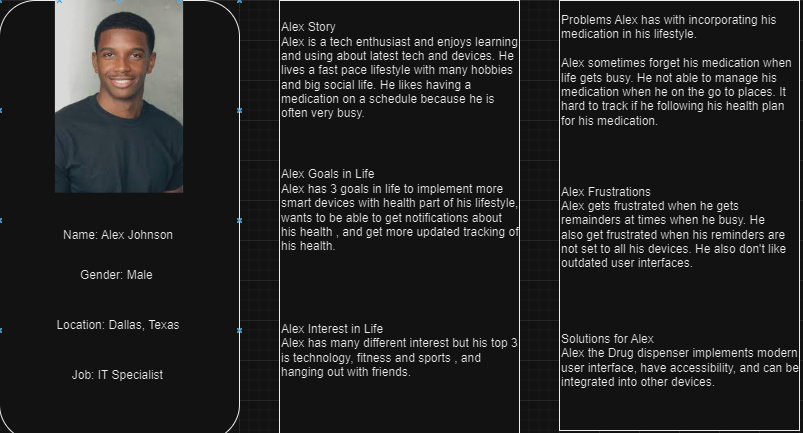 Name: Alex Johnson
Gender: Male
Location: Dallas, Texas
Job: IT Specialist
Alex Story
Alex is a tech enthusiast and enjoys learning
and using about latest tech and devices. He
lives a fast pace lifestyle with many hobbies
and big social life. He likes having a
medication on a schedule because he is
often very busy.
Alex Goals in Life
Alex has 3 goals in life to implement more
smart devices with health part of his lifestyle,
wants to be able to get notifications about
his health , and get more updated tracking of
his health.
Alex Interest in Life
Alex has many different interest but his top 3
is technology, fitness and sports , and
hanging out with friends.
Problems Alex has with incorporating his
medication in his lifestyle.
Alex sometimes forget his medication when
life gets busy. He not able to manage his
medication when he on the go to places. It
hard to track if he following his health plan
for his medication.
Alex Frustrations
Alex gets frustrated when he gets
remainders at times when he busy. He
also get frustrated when his reminders are
not set to all his devices. He also don't like
outdated user interfaces.
Solutions for Alex
Alex the Drug dispenser implements modern
user interface, have accessibility, and can be
integrated into other devices.